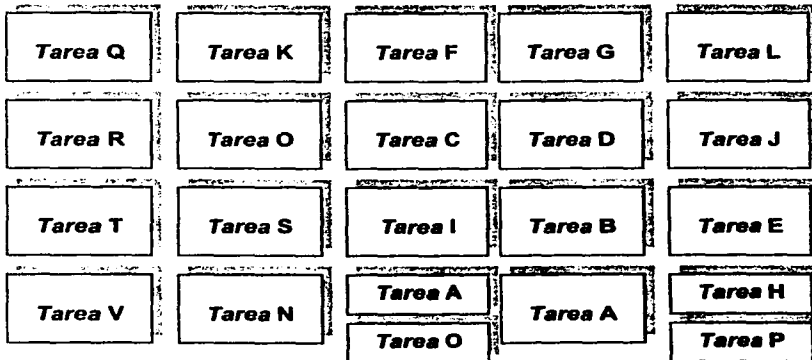 Tarea Q Tarea K Tarea F Tarea G Tarea L
Tarea R Tarea O Tarea C Tarea D Tarea J
Tarea T Tarea S Tarea I Tarea B Tarea E
Tarea V Tarea N Tarea A Tarea A Tarea H
Tarea O Tarea P